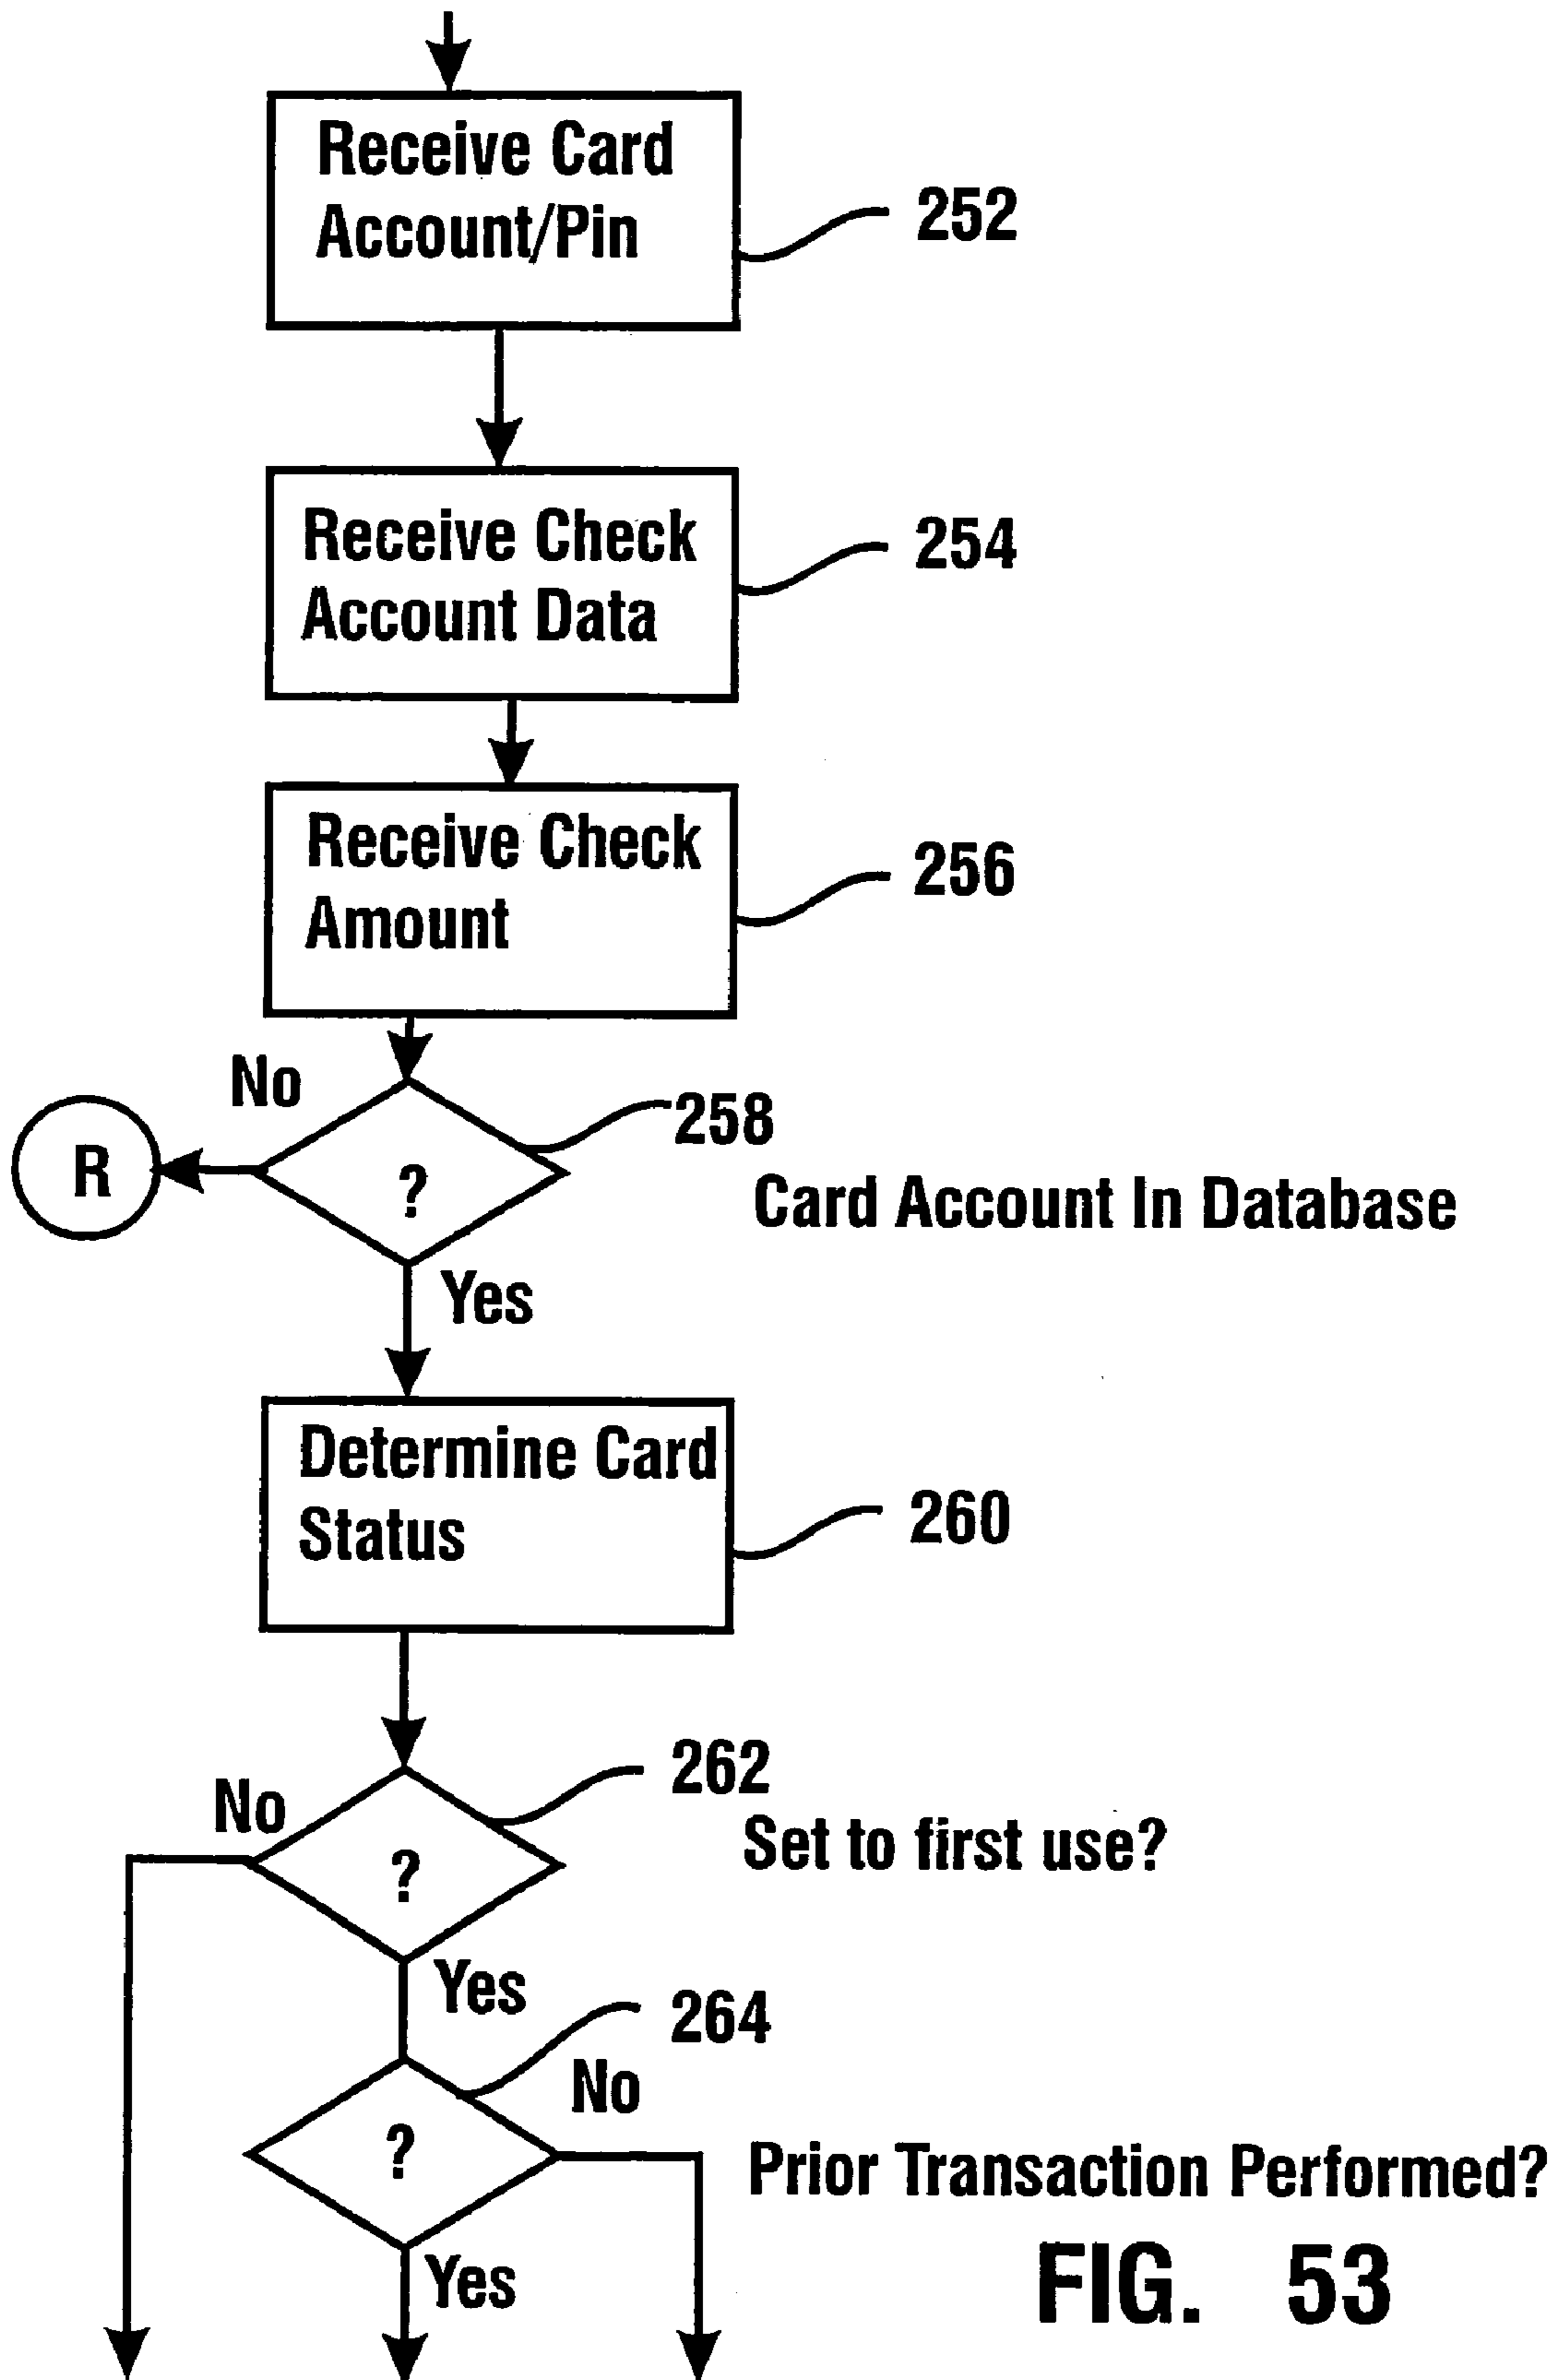 Receive Card
Account/Pin
252
Receive Check
Account Data
254
Receive Check
Amount
256
No
258
R
?
Card Account In Database
Yes
Determine Card
Status
260
262
No
Set to first use?
?
Yes
264
No
?
Prior Transaction Performed?
Yes
FIG. 53